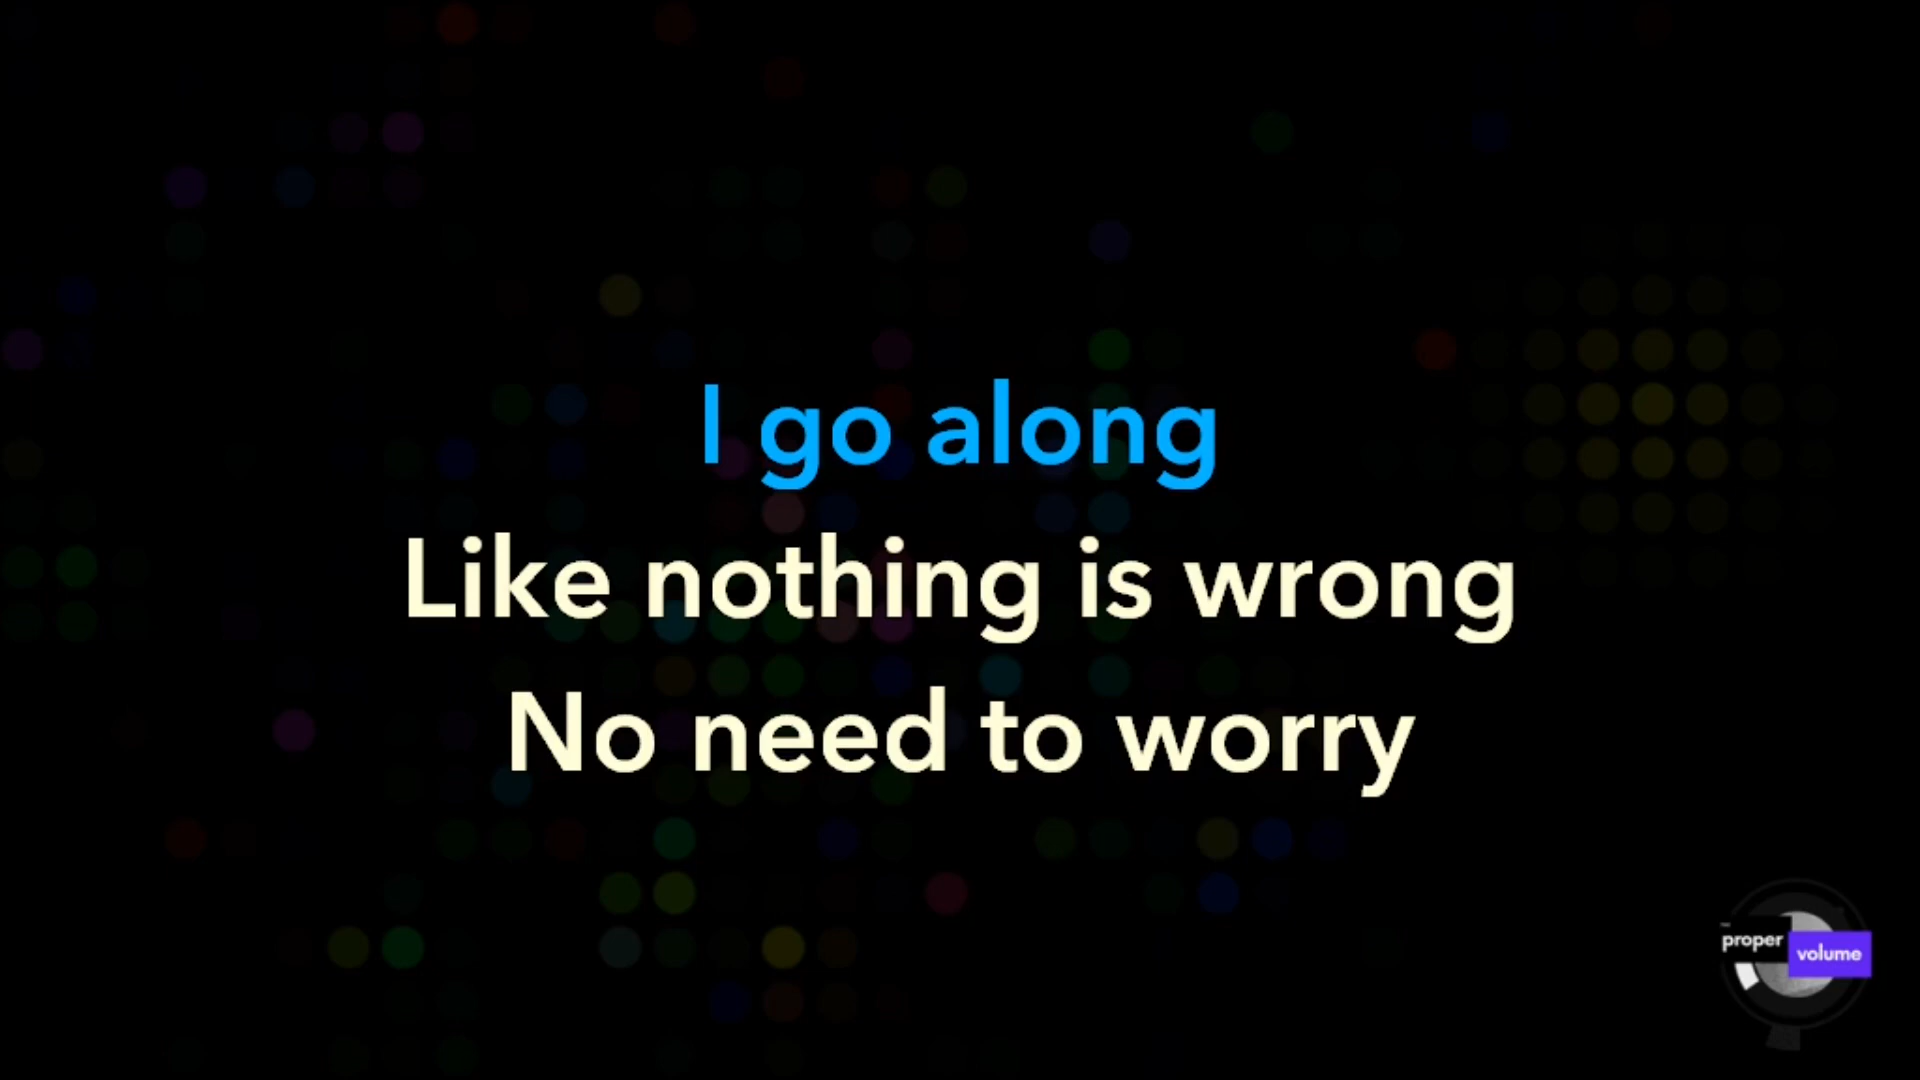 I go along
Like nothing is wrong
No need to worry
proper
volume